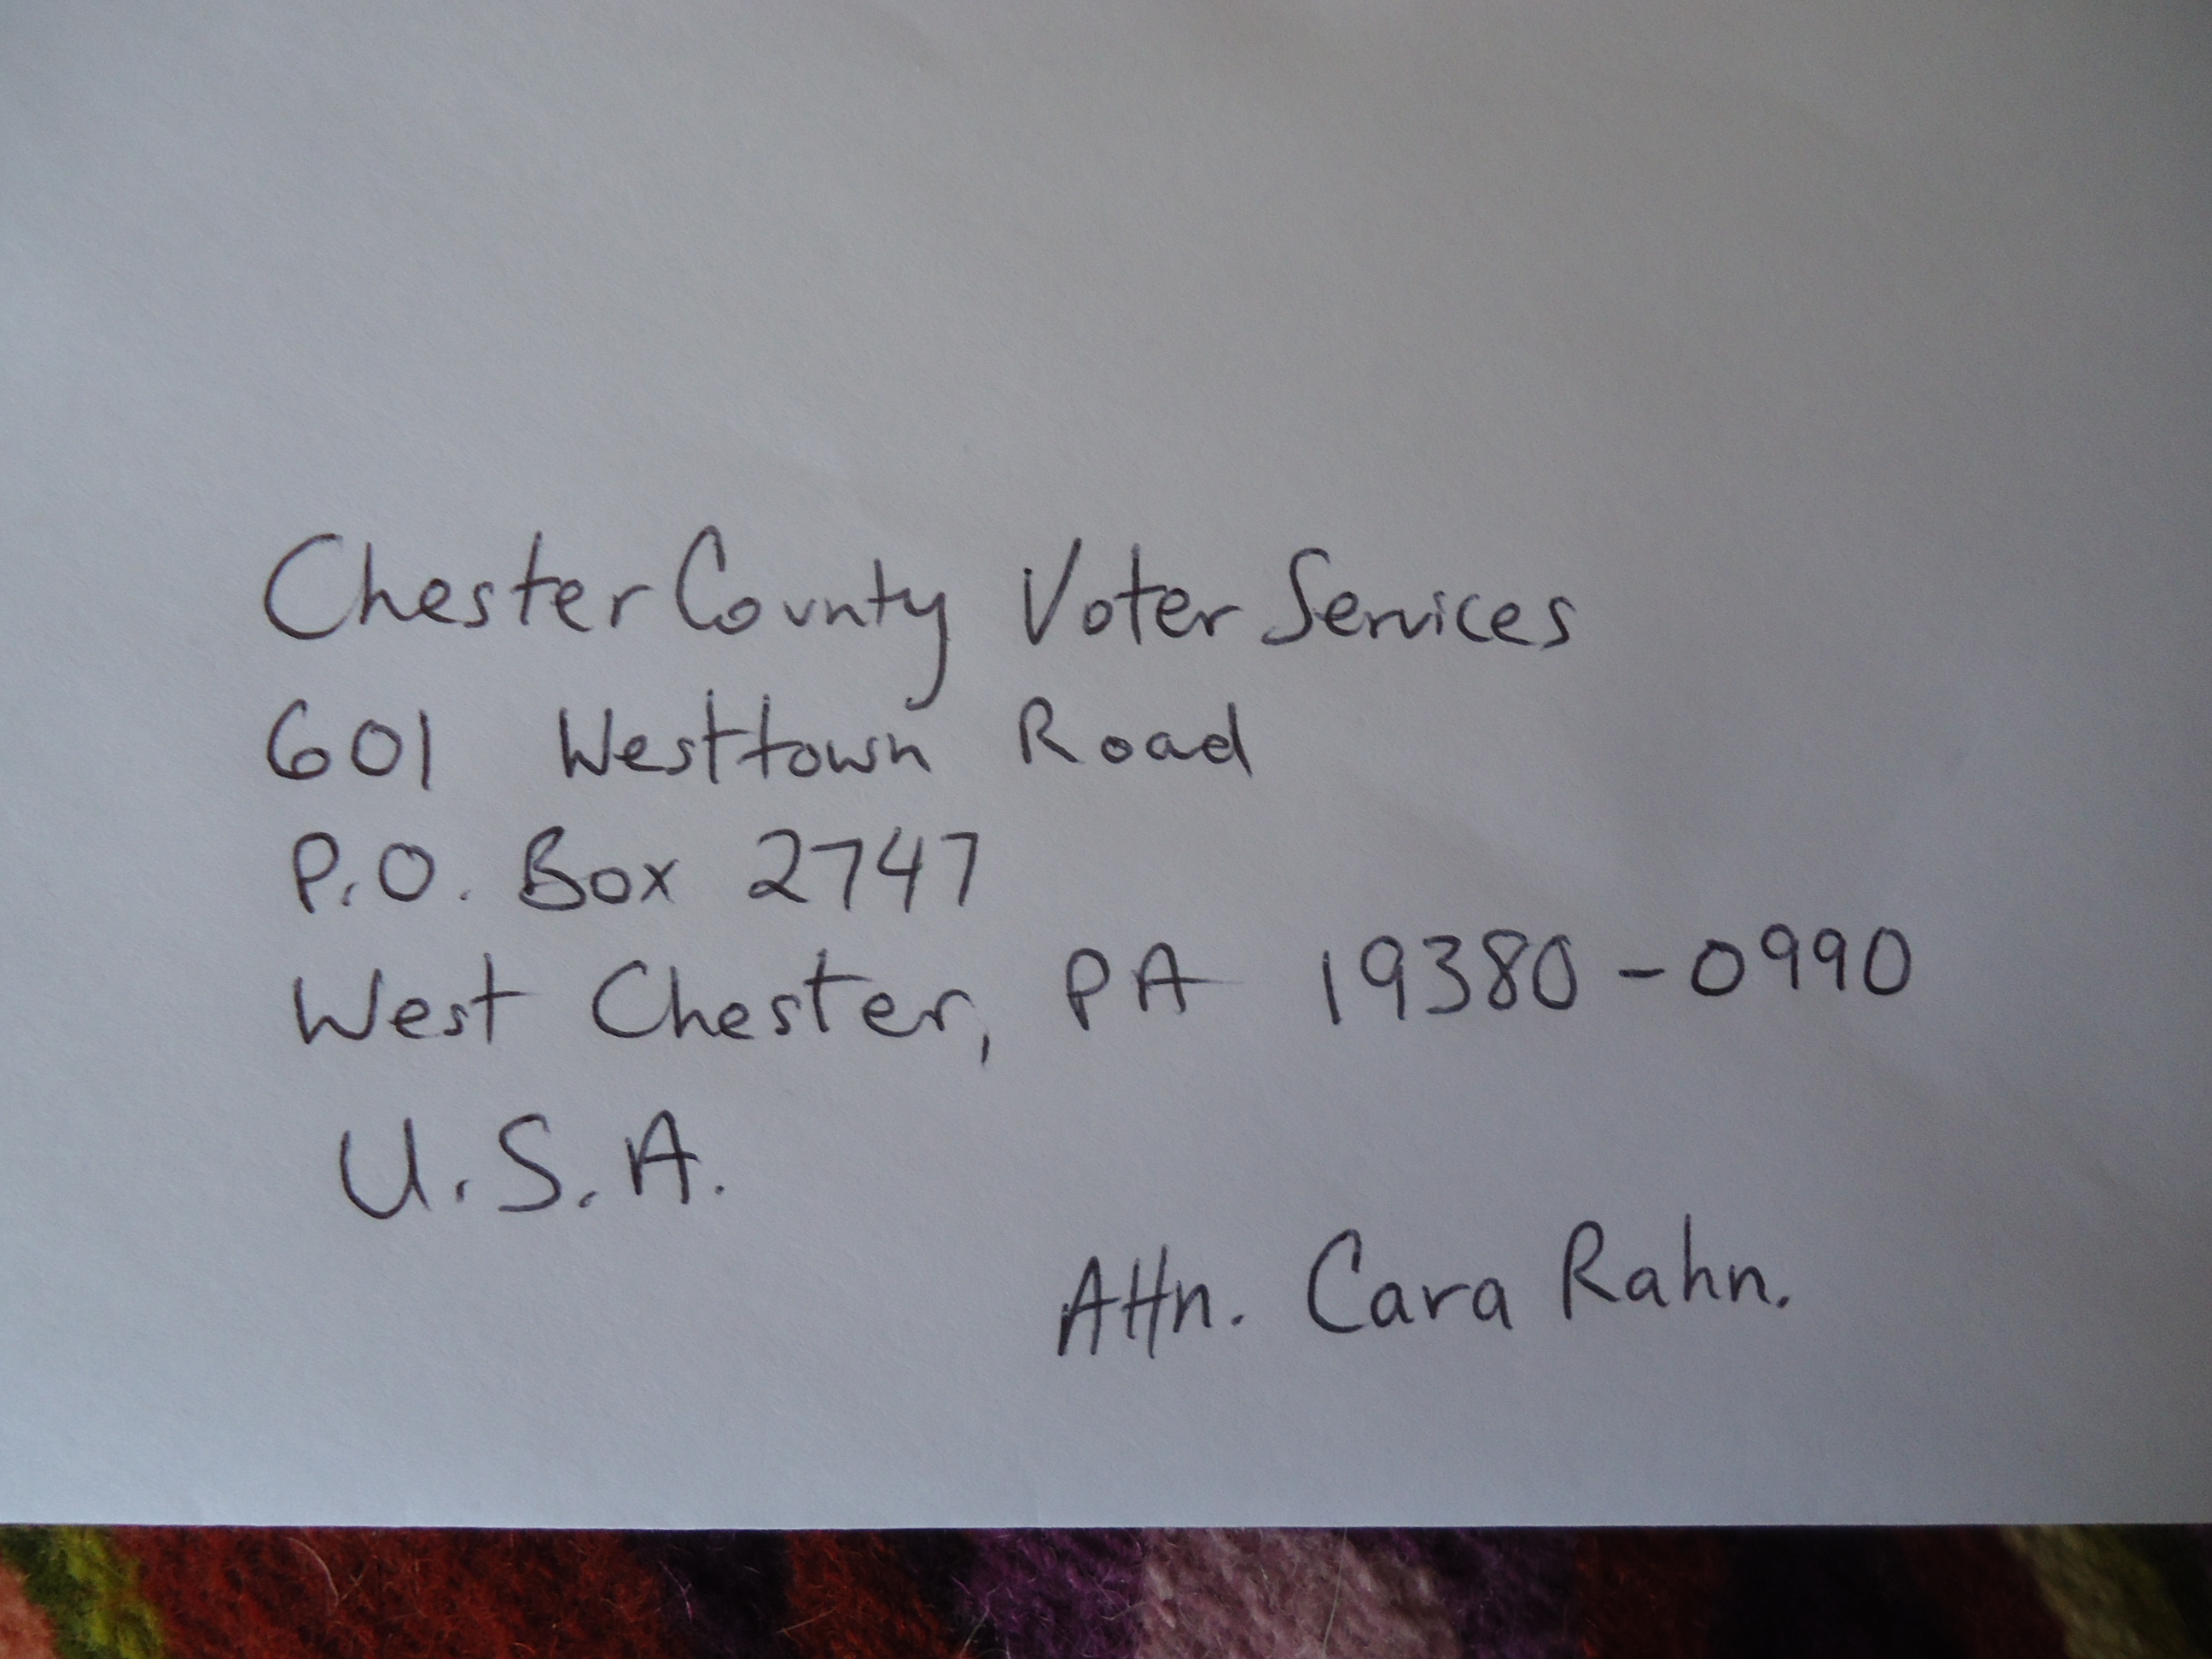 Chester County Voter Services
601 Westtown Road
P.O. Box 2747
West Chester, PA 19380-0990
U.S.A.
Attn. Cara Rahn.